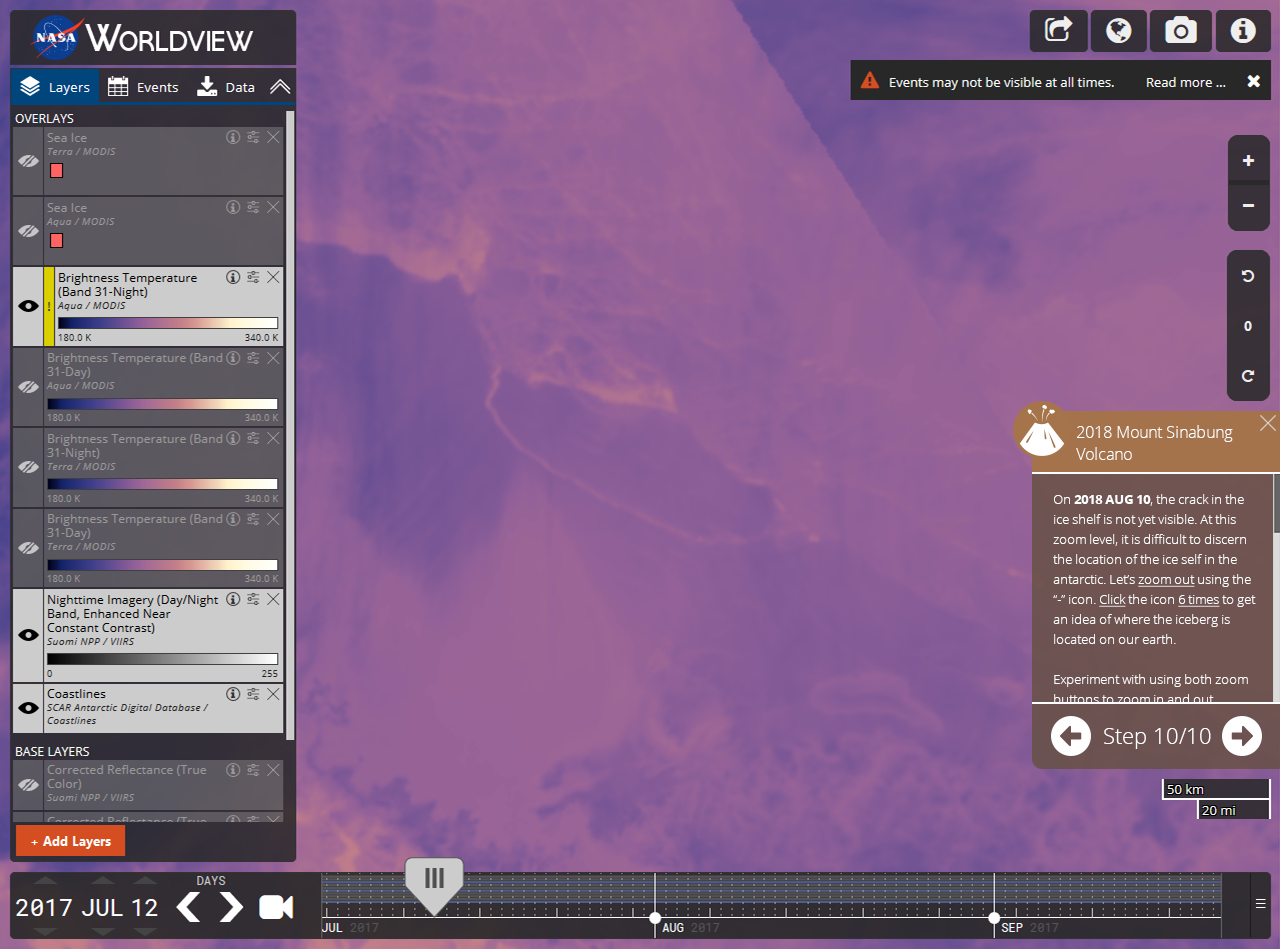 NASA WORLDVIEW
Layers Events Data
OVERLAYS
Sea Ice
Terra / MODIS
Sea Ice
Aqua / MODIS
Brightness Temperature
(Band 31-Night)
Aqua / MODIS
!
180.0 K 340.0 K
Brightness Temperature (Band
31-Day)
Aqua / MODIS
180.0 K 340.0 K
Brightness Temperature (Band
31-Night)
Terra / MODIS
180.0 K 340.0 K
Brightness Temperature (Band
31-Day)
Terra / MODIS
180.0 K 340.0 K
Nighttime Imagery (Day/Night
Band, Enhanced Near
Constant Contrast)
Suomi NPP / VIIRS
0 255
Coastlines
SCAR Antarctic Digital Database /
Coastlines
BASE LAYERS
Corrected Reflectance (True
Color)
Suomi NPP / VIIRS
Corrected Reflectance (True
+ Add Layers
Events may not be visible at all times. Read more ...
+
-
0
2018 Mount Sinabung
Volcano
On 2018 AUG 10, the crack in the
ice shelf is not yet visible. At this
zoom level, it is difficult to discern
the location of the ice self in the
antarctic. Let's zoom out using the
“-” icon. Click the icon 6 times to get
an idea of where the iceberg is
located on our earth.
Experiment with using both zoom
buttons to zoom in and out
Step 10/10
50 km
20 mi
DAYS
2017 JUL 12
JUL 2017 AUG 2017 SEP 2017